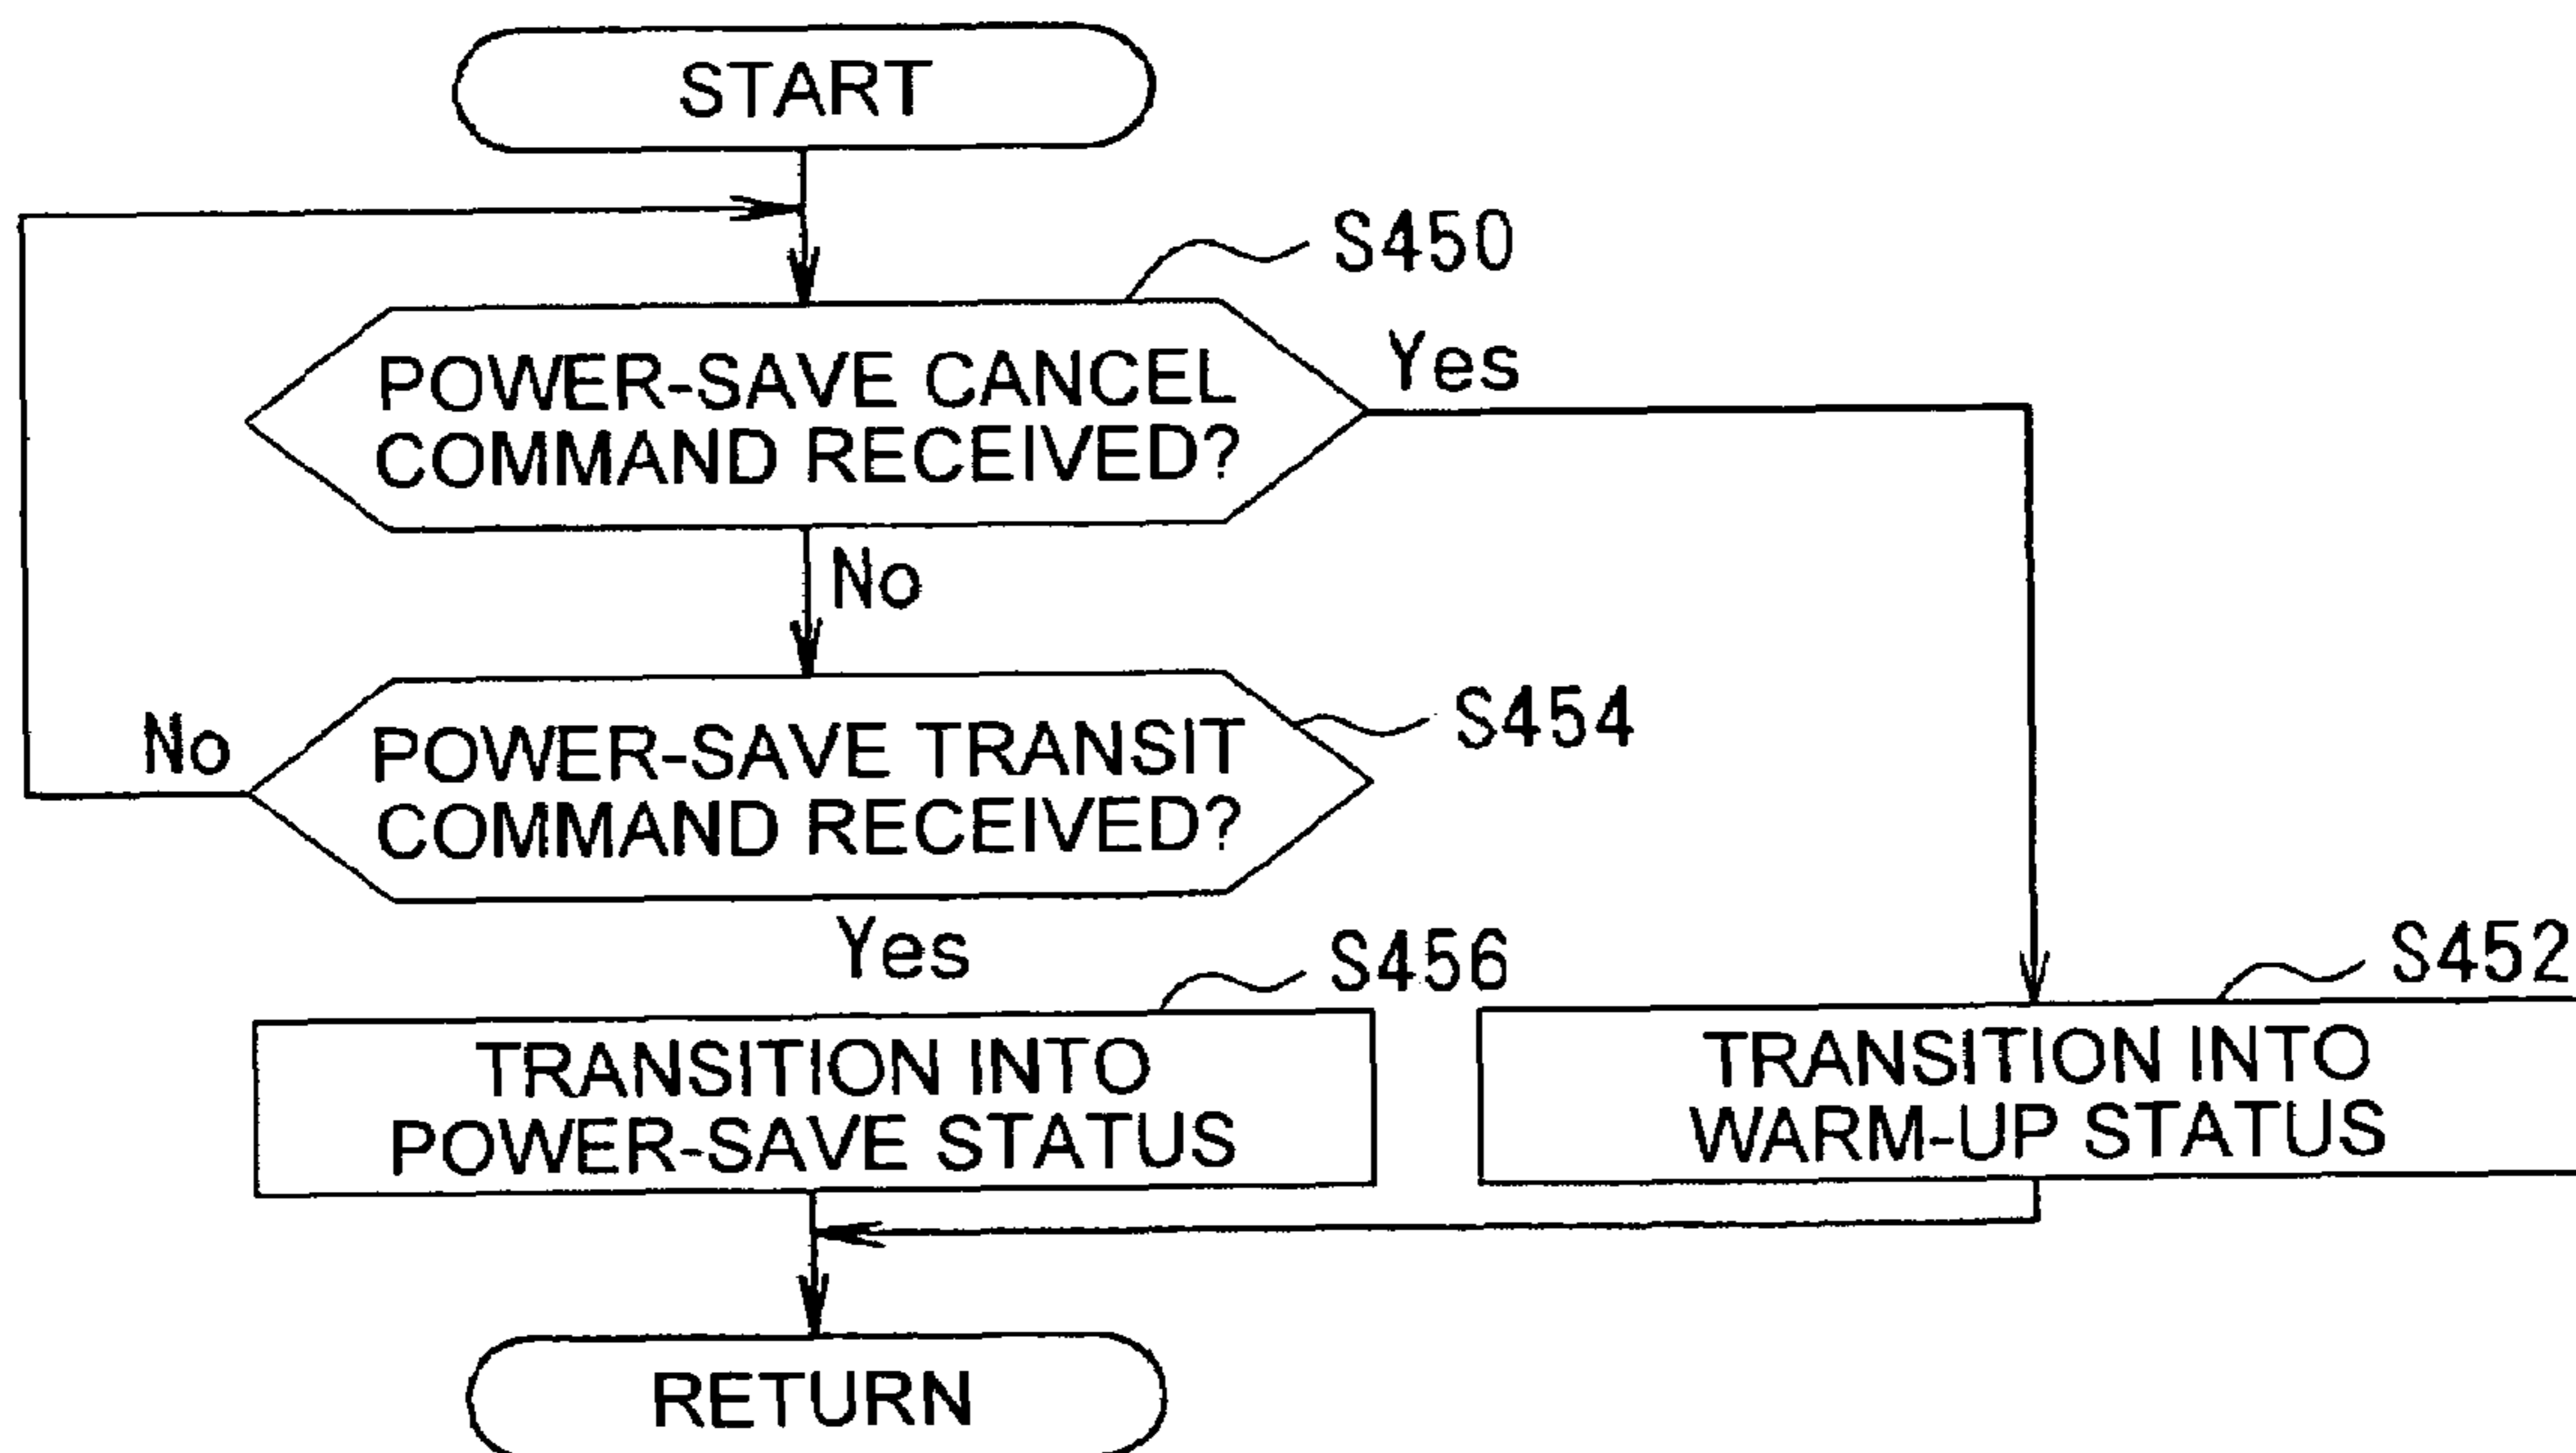 START
S450
POWER-SAVE CANCEL
COMMAND RECEIVED?
Yes
No
S454
POWER-SAVE TRANSIT
COMMAND RECEIVED?
No
Yes
S456
TRANSITION INTO
POWER-SAVE STATUS
S452
TRANSITION INTO
WARM-UP STATUS
RETURN